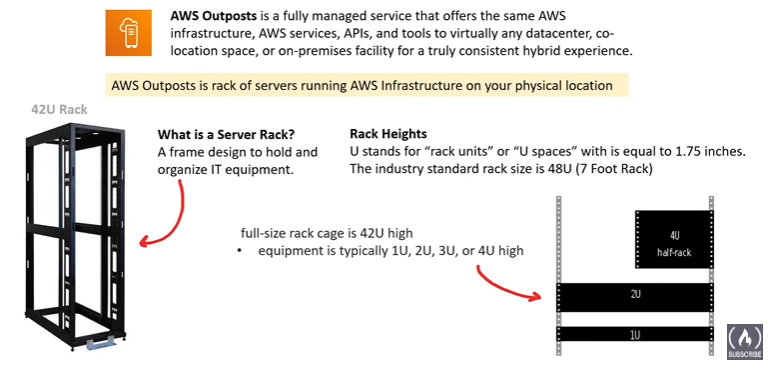 AWS Outposts is a fully managed service that offers the same AWS
infrastructure, AWS services, APIs, and tools to virtually any datacenter, co-
location space, or on-premises facility for a truly consistent hybrid experience.
AWS Outposts is rack of servers running AWS Infrastructure on your physical location
42U Rack
What is a Server Rack?
A frame design to hold and
organize IT equipment.
Rack Heights
U stands for “rack units” or “U spaces” with is equal to 1.75 inches.
The industry standard rack size is 48U (7 Foot Rack)
full-size rack cage is 42U high
• equipment is typically 1U, 2U, 3U, or 4U high
4U
half-rack
2U
1U
SUBSCRIBE